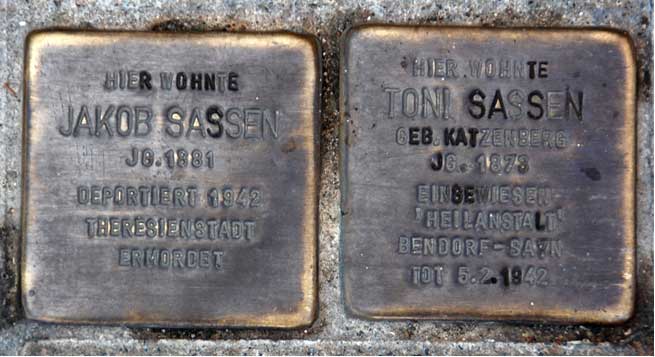 HIER WOHNTE
JAKOB SASSEN
JG. 1881
DEPORTIERT 1942
THERESIENSTADT
ERMORDET
HIER WOHNTE
TONI SASSEN
GEB. KATZENBERG
JG. 1878
EINGEWIESEN
'HEILANSTALT'
BENDORF-SAYN
TOT 5.2.1942